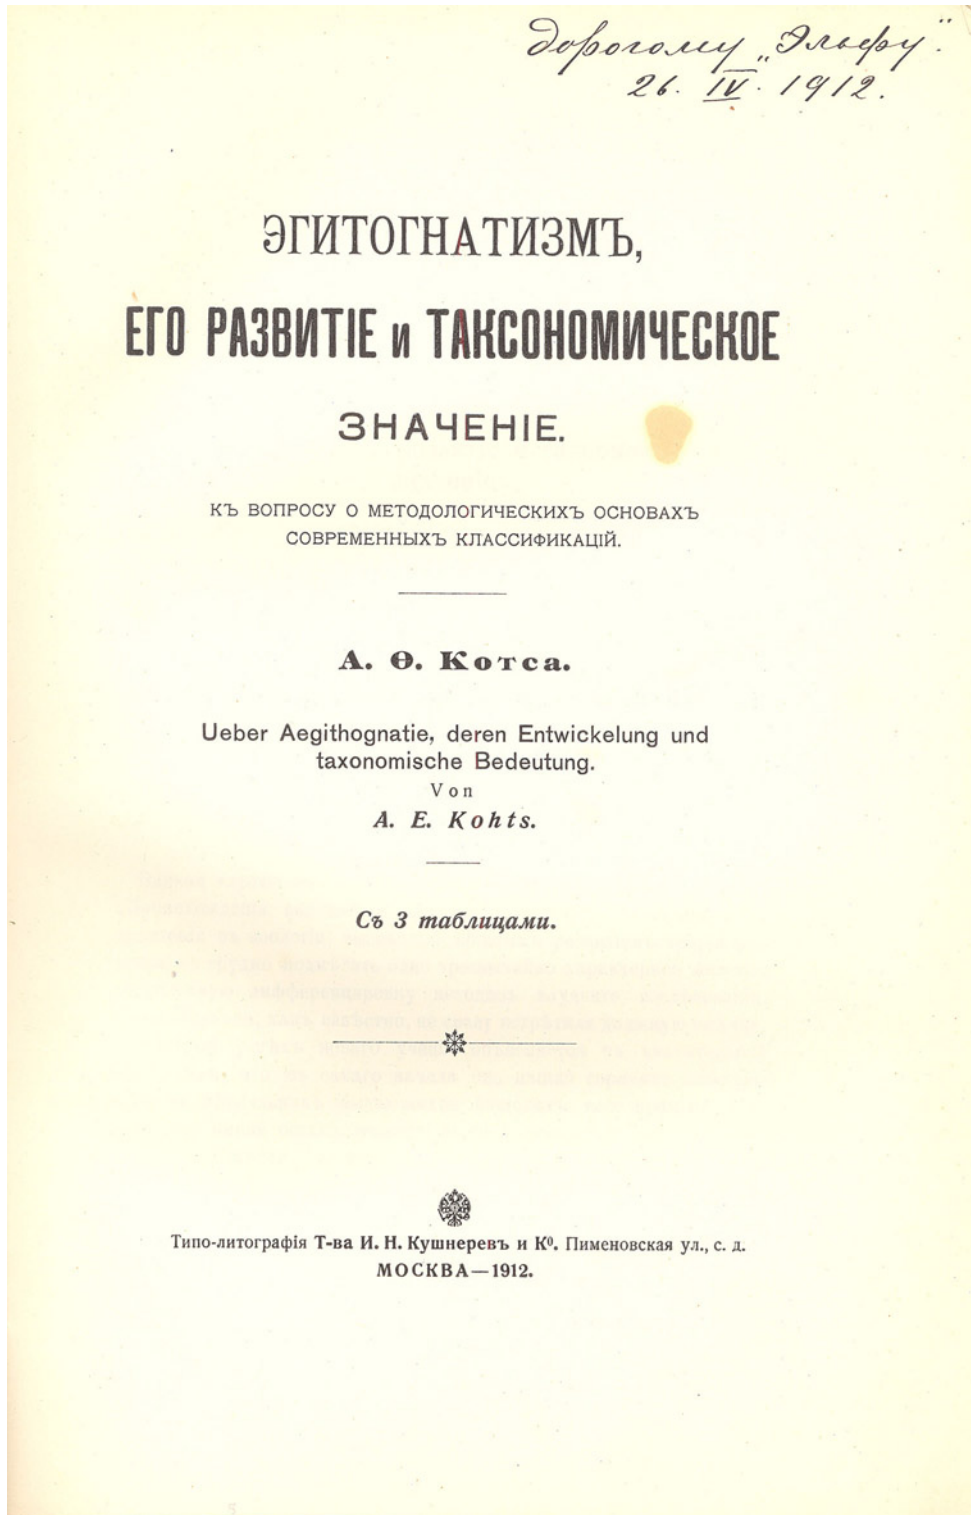 дорогому „Эльфу“.
26. IV. 1912.
ЭГИТОГНАТИЗМЪ,
ЕГО РАЗВИТІЕ и ТАКСОНОМИЧЕСКОЕ
ЗНАЧЕНІЕ.
КЪ ВОПРОСУ О МЕТОДОЛОГИЧЕСКИХЪ ОСНОВАХЪ
СОВРЕМЕННЫХЪ КЛАССИФИКАЦІЙ.
А. Ѳ. Котса.
Ueber Aegithognatie, deren Entwickelung und
taxonomische Bedeutung.
Von
A. E. Kohts.
Съ 3 таблицами.
Типо-литографія Т-ва И. Н. Кушнеревъ и К⁰. Пименовская ул., с. д.
МОСКВА—1912.